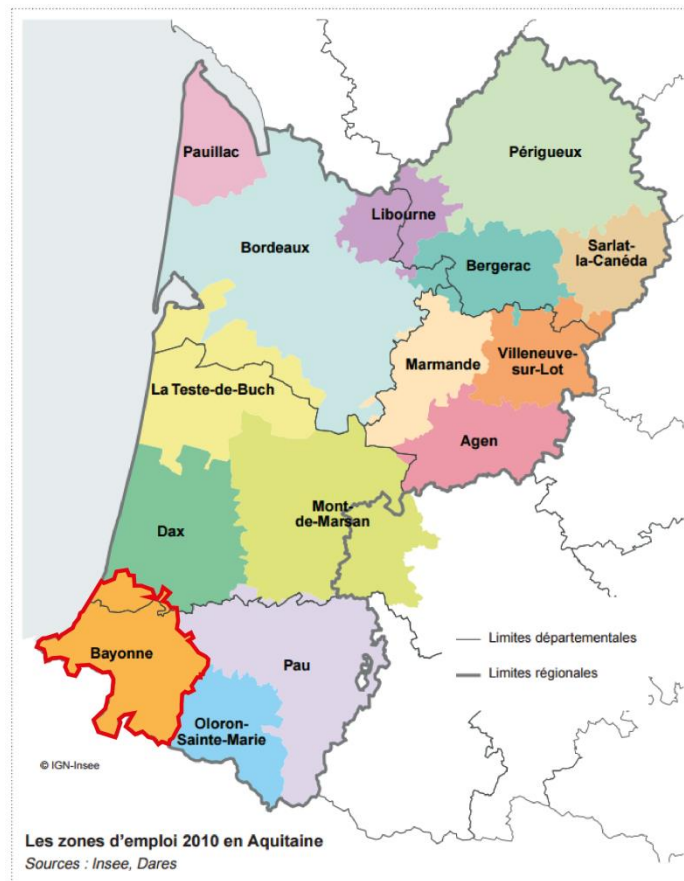 Pauillac
Périgueux
Libourne
Bordeaux
Sarlat-
la-Canéda
Bergerac
Marmande
Villeneuve-
sur-Lot
La Teste-de-Buch
Agen
Mont-
de-Marsan
Dax
Limites départementales
Bayonne
Pau
Limites régionales
Oloron-
Sainte-Marie
© IGN-Insee
Les zones d'emploi 2010 en Aquitaine
Sources : Insee, Dares